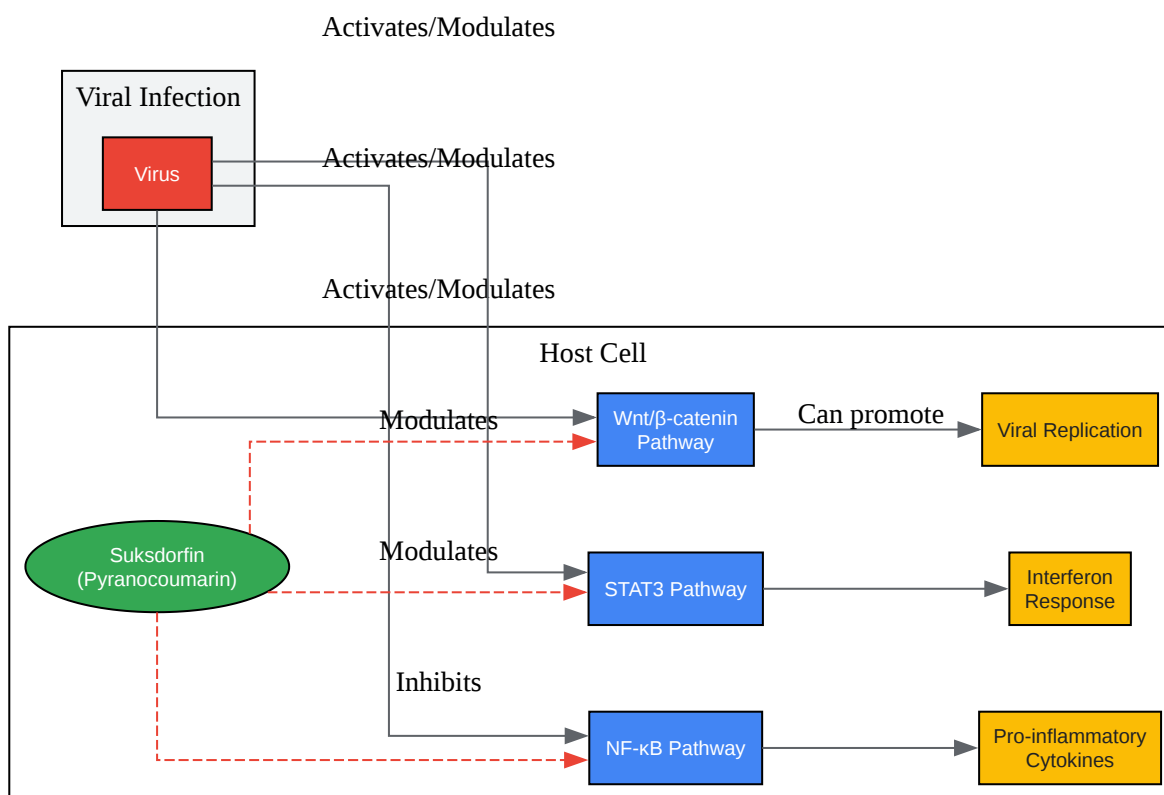 Activates/Modulates
Viral Infection
Virus
Activates/Modulates
Activates/Modulates
Host Cell
Wnt/β-catenin
Pathway
Modulates
Can promote
Viral Replication
Suksdorfin
(Pyranocoumarin)
Modulates
STAT3 Pathway
Interferon
Response
Inhibits
NF-κB Pathway
Pro-inflammatory
Cytokines